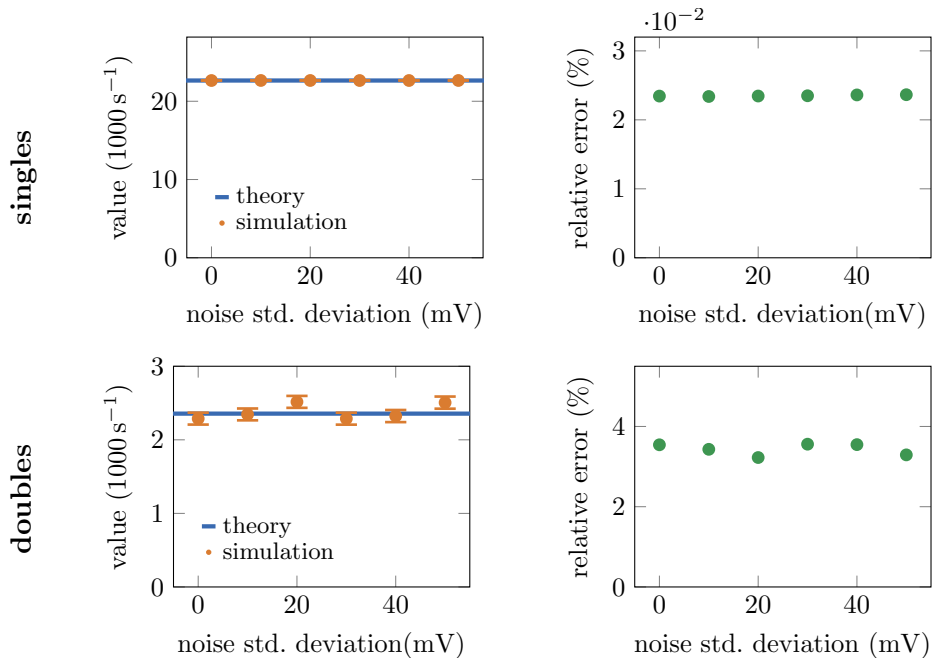 singles
value (1000 s⁻¹)
20
10
0
theory
simulation
0 20 40
noise std. deviation (mV)
·10⁻²
relative error (%)
3
2
1
0
0 20 40
noise std. deviation(mV)
doubles
value (1000 s⁻¹)
3
2
1
0
theory
simulation
0 20 40
noise std. deviation(mV)
relative error (%)
4
2
0
0 20 40
noise std. deviation (mV)